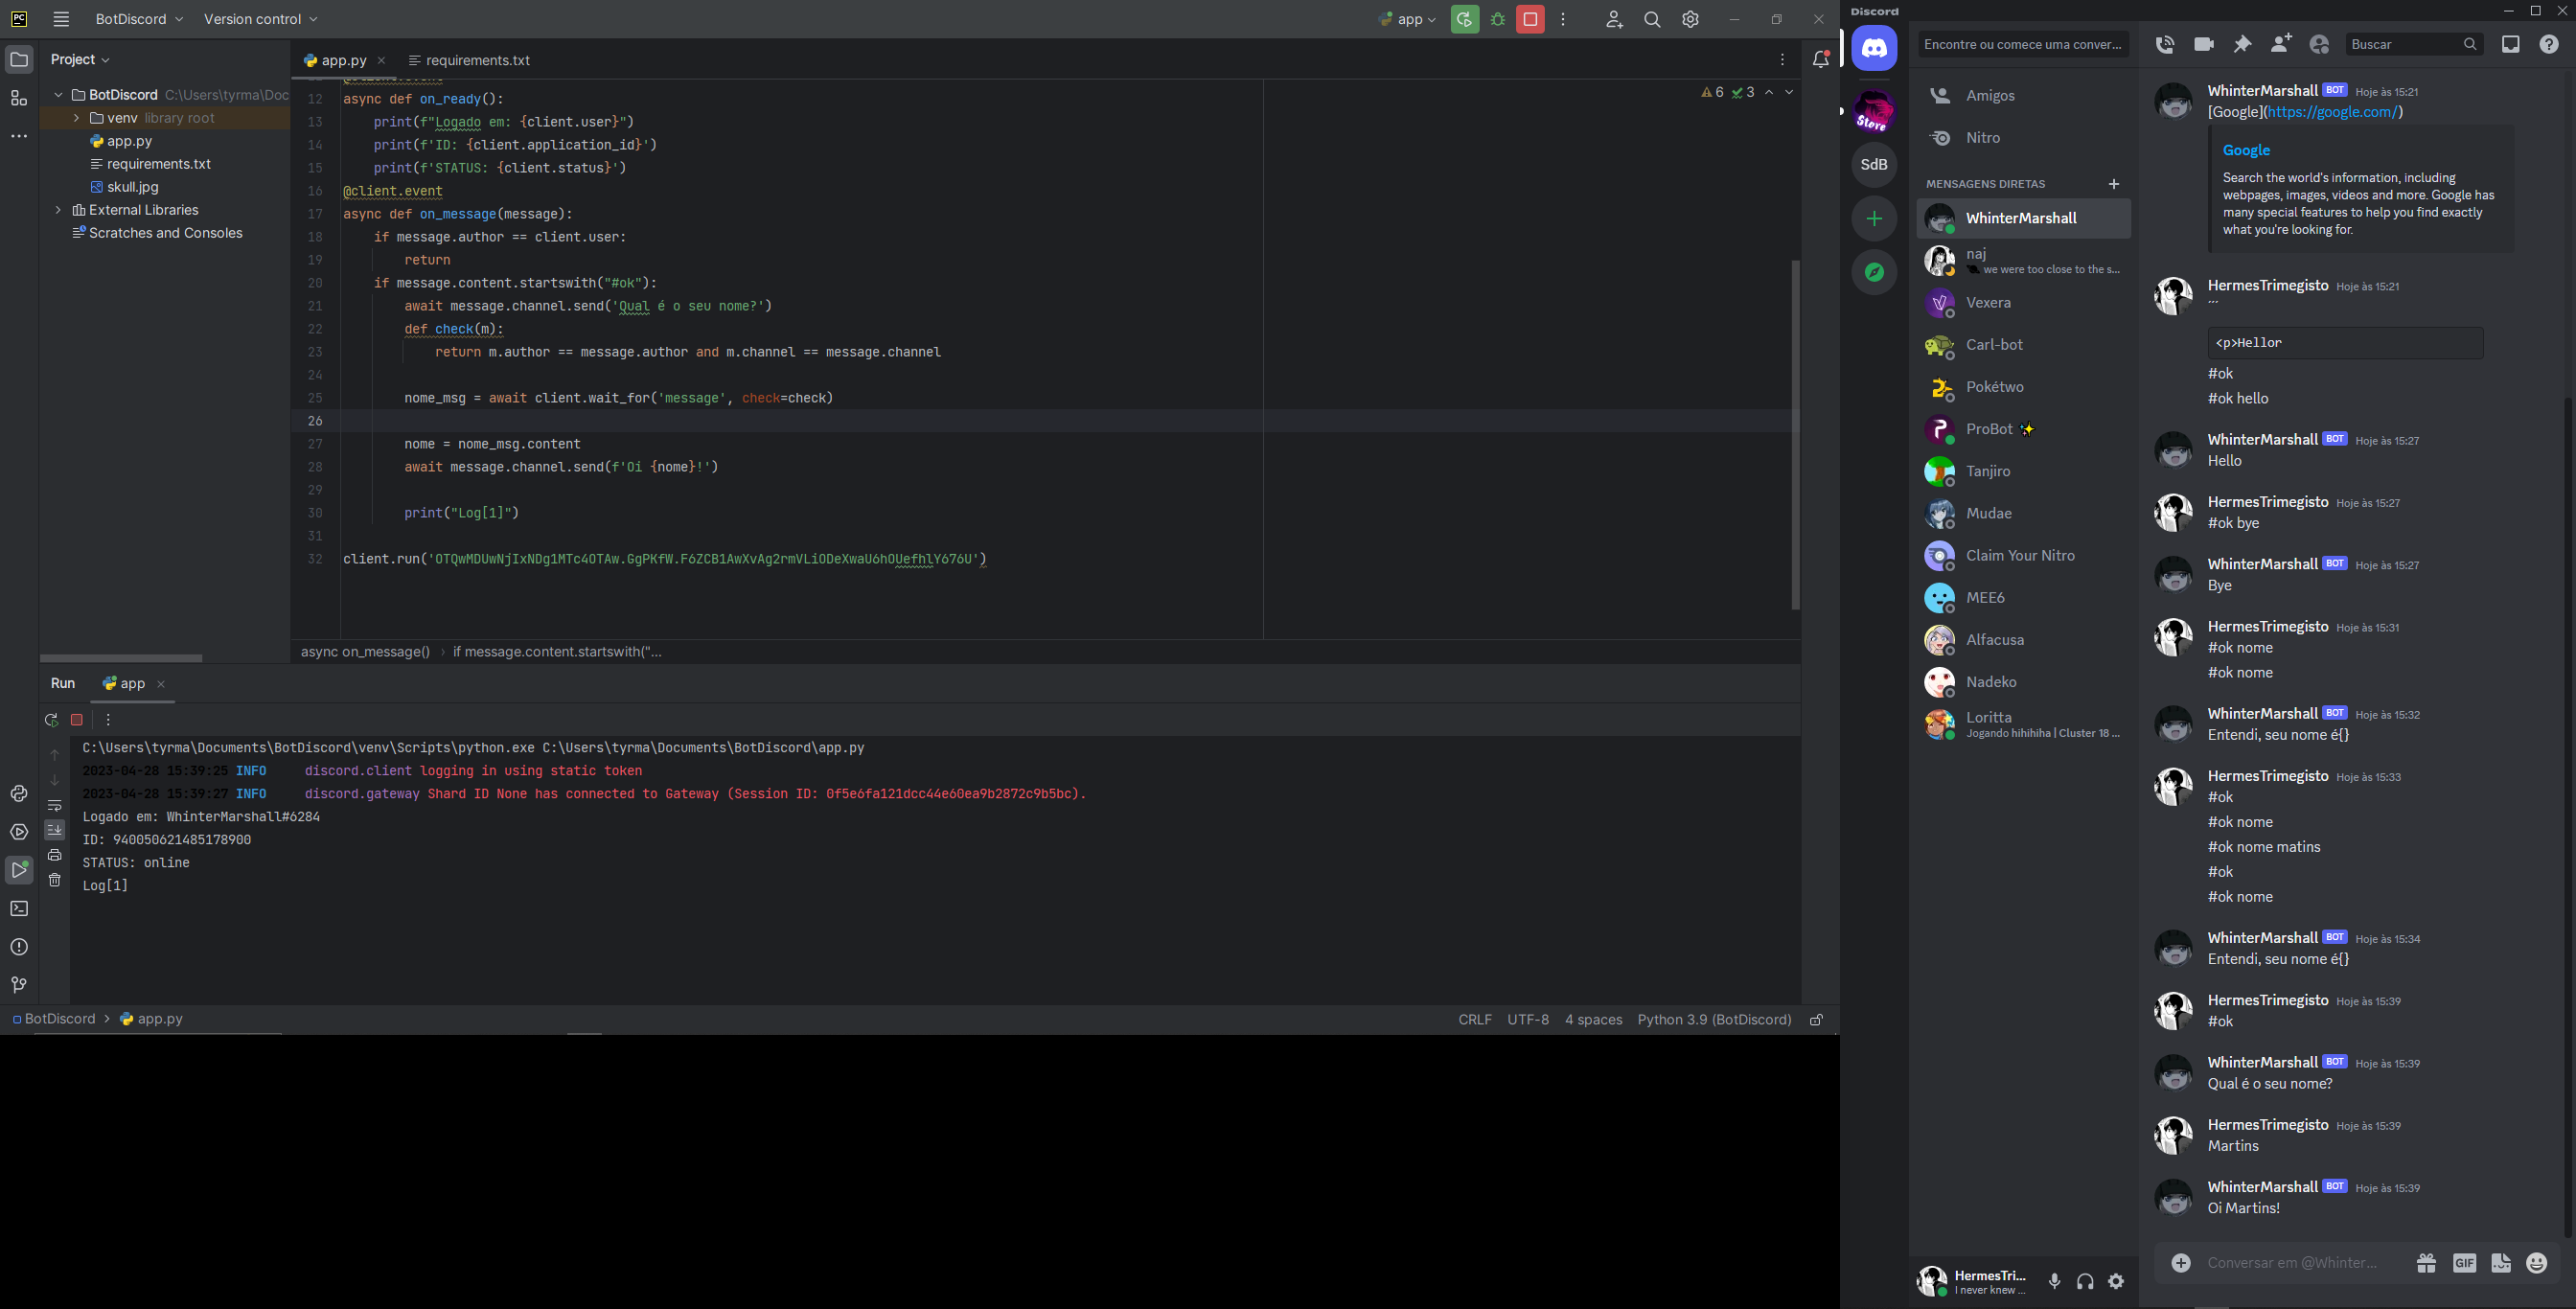 PC
BotDiscord
Version control
app
Project
app.py
requirements.txt
BotDiscord C:\Users\tyrma\Doc
venv library root
app.py
requirements.txt
skull.jpg
External Libraries
Scratches and Consoles
6 3
12 async def on_ready():
13 print(f"Logado em: {client.user}")
14 print(f'ID: {client.application_id}')
15 print(f'STATUS: {client.status}')
16 @client.event
17 async def on_message(message):
18 if message.author == client.user:
19 return
20 if message.content.startswith("#ok"):
21 await message.channel.send('Qual é o seu nome?')
22 def check(m):
23 return m.author == message.author and m.channel == message.channel
24
25 nome_msg = await client.wait_for('message', check=check)
26
27 nome = nome_msg.content
28 await message.channel.send(f'Oi {nome}!')
29
30 print("Log[1]")
31
32 client.run('OTQwMDUwNjIxNDg1MTc4OTAw.GgPKfW.F6ZCB1AwXvAg2rmVLiODeXwaU6hOUefhlY676U')
async on_message() › if message.content.startswith("...
Run
app
C:\Users\tyrma\Documents\BotDiscord\venv\Scripts\python.exe C:\Users\tyrma\Documents\BotDiscord\app.py
2023-04-28 15:39:25 INFO discord.client logging in using static token
2023-04-28 15:39:27 INFO discord.gateway Shard ID None has connected to Gateway (Session ID: 0f5e6fa121dcc44e60ea9b2872c9b5bc).
Logado em: WhinterMarshall#6284
ID: 940050621485178900
STATUS: online
Log[1]
BotDiscord › app.py
CRLF UTF-8 4 spaces Python 3.9 (BotDiscord)
Discord
Encontre ou comece uma conver...
Buscar
Store
SdB
Amigos
Nitro
MENSAGENS DIRETAS
WhinterMarshall
naj
we were too close to the s...
Vexera
Carl-bot
Pokétwo
ProBot ✨
Tanjiro
Mudae
Claim Your Nitro
MEE6
Alfacusa
Nadeko
Loritta
Jogando hihihiha | Cluster 18 ...
HermesTri...
I never knew ...
WhinterMarshall BOT Hoje às 15:21
[Google](https://google.com/)
Google
Search the world's information, including
webpages, images, videos and more. Google has
many special features to help you find exactly
what you're looking for.
HermesTrimegisto Hoje às 15:21
´´´
<p>Hellor
#ok
#ok hello
WhinterMarshall BOT Hoje às 15:27
Hello
HermesTrimegisto Hoje às 15:27
#ok bye
WhinterMarshall BOT Hoje às 15:27
Bye
HermesTrimegisto Hoje às 15:31
#ok nome
#ok nome
WhinterMarshall BOT Hoje às 15:32
Entendi, seu nome é{}
HermesTrimegisto Hoje às 15:33
#ok
#ok nome
#ok nome matins
#ok
#ok nome
WhinterMarshall BOT Hoje às 15:34
Entendi, seu nome é{}
HermesTrimegisto Hoje às 15:39
#ok
WhinterMarshall BOT Hoje às 15:39
Qual é o seu nome?
HermesTrimegisto Hoje às 15:39
Martins
WhinterMarshall BOT Hoje às 15:39
Oi Martins!
Conversar em @Whinter...
GIF